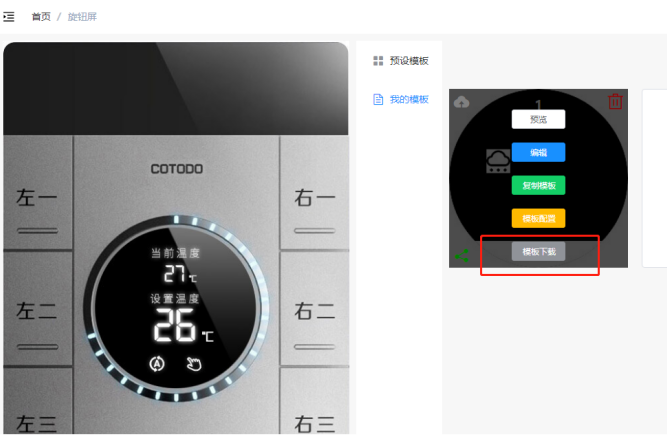 首页 / 旋钮屏
预设模板
我的模板
COTODO
左一
右一
当前温度
27℃
设置温度
26℃
左二
右二
左三
右三
1
预览
编辑
复制模板
模板配置
模板下载